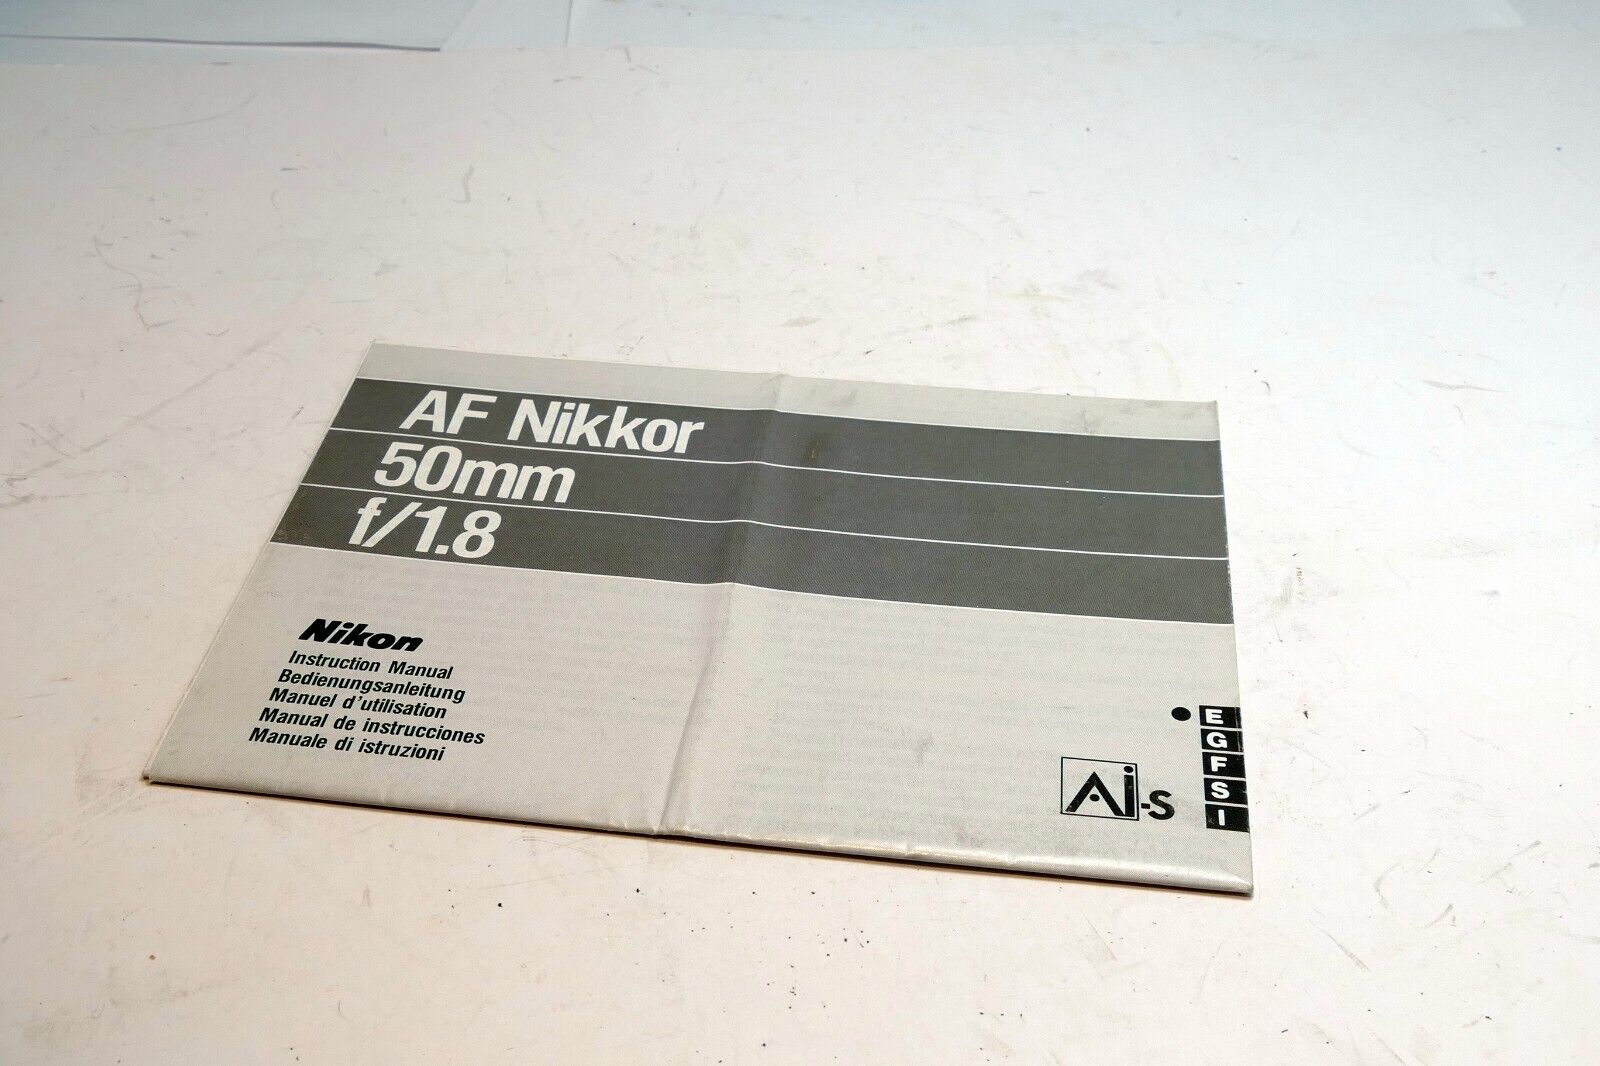 AF Nikkor
50mm
f/1.8
Nikon
Instruction Manual
Bedienungsanleitung
Manuel d'utilisation
Manual de instrucciones
Manuale di istruzioni
Ai-s
● E
G
F
S
I